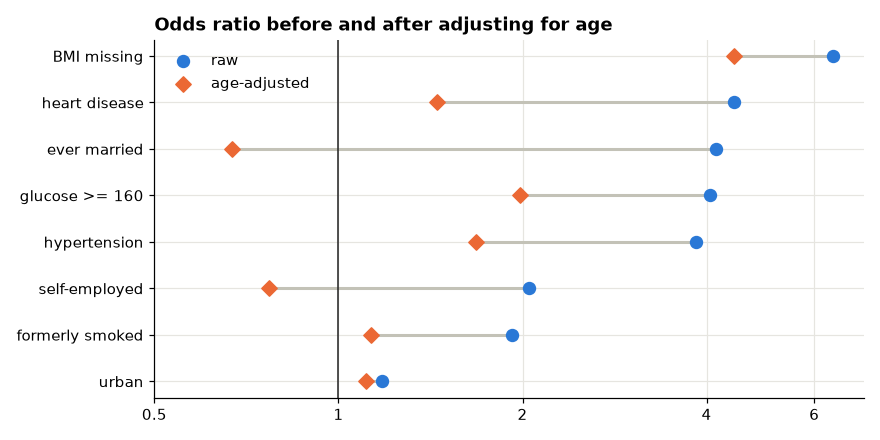 Odds ratio before and after adjusting for age
raw
age-adjusted
BMI missing
heart disease
ever married
glucose >= 160
hypertension
self-employed
formerly smoked
urban
0.5 1 2 4 6